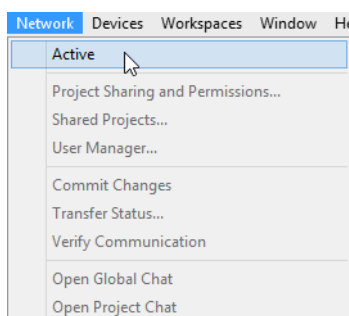 Network Devices Workspaces Window He
Active
Project Sharing and Permissions...
Shared Projects...
User Manager...
Commit Changes
Transfer Status...
Verify Communication
Open Global Chat
Open Project Chat